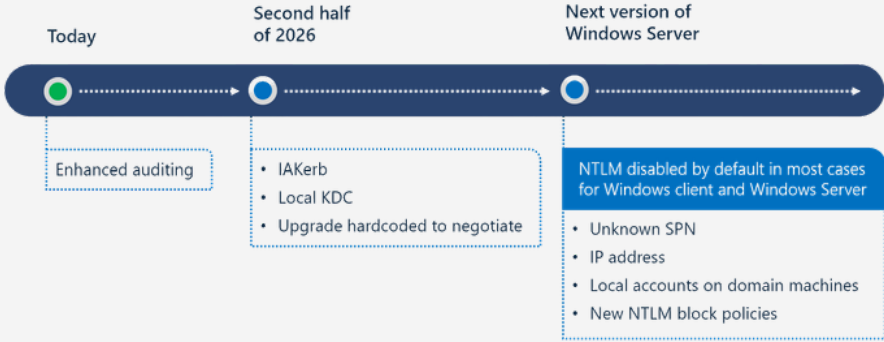 Today
Second half
of 2026
Next version of
Windows Server
Enhanced auditing
• IAKerb
• Local KDC
• Upgrade hardcoded to negotiate
NTLM disabled by default in most cases
for Windows client and Windows Server
• Unknown SPN
• IP address
• Local accounts on domain machines
• New NTLM block policies